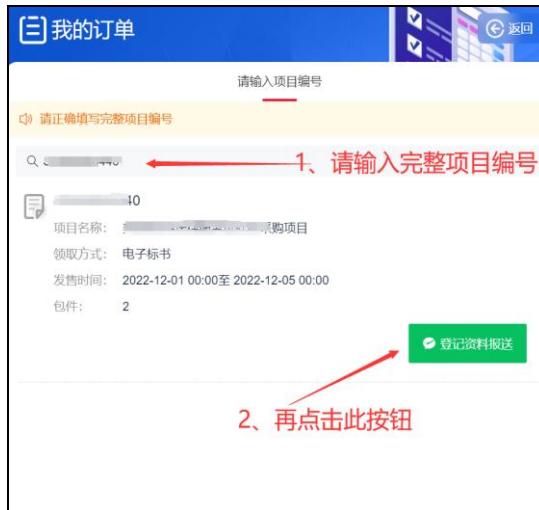 我的订单
返回
请输入项目编号
请正确填写完整项目编号
1、请输入完整项目编号
40
项目名称: 采购项目
领取方式: 电子标书
发售时间: 2022-12-01 00:00至 2022-12-05 00:00
包件: 2
登记资料报送
2、再点击此按钮